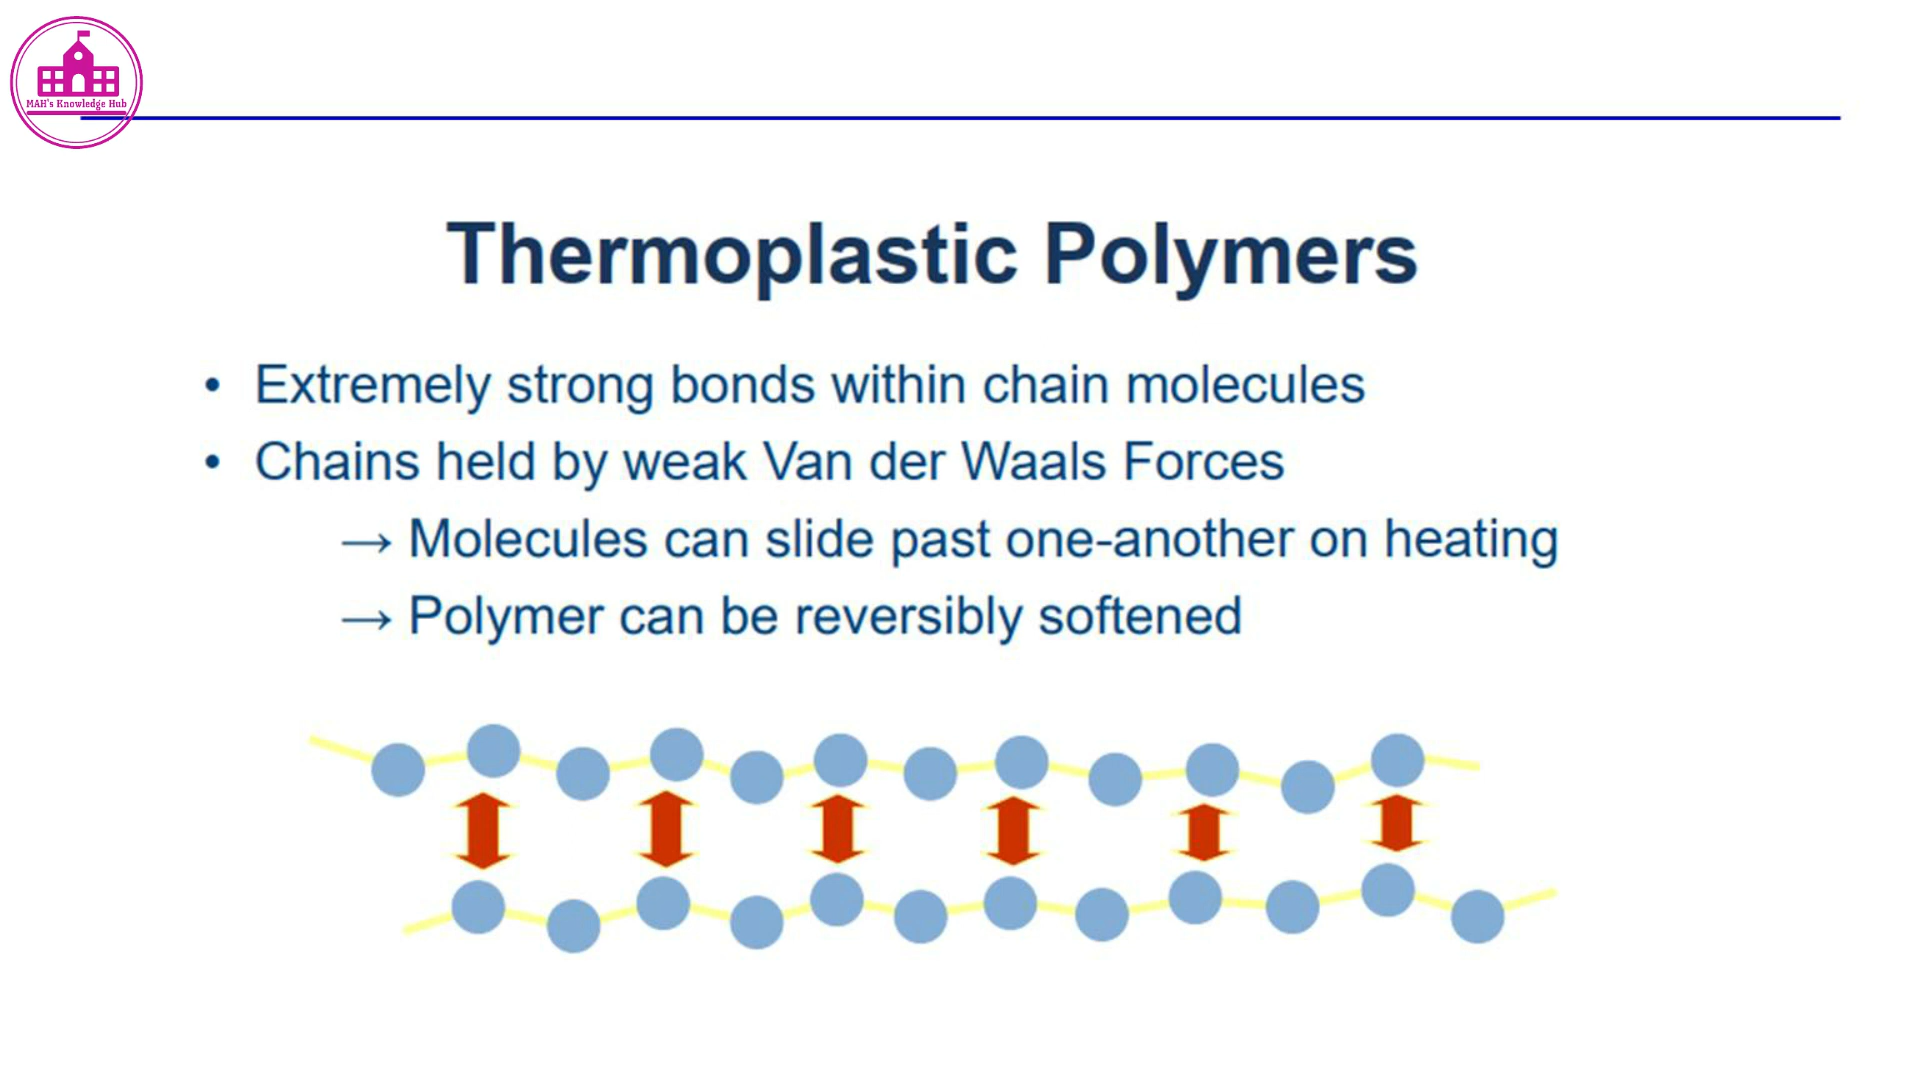 MAH's Knowledge Hub
Thermoplastic Polymers
• Extremely strong bonds within chain molecules
• Chains held by weak Van der Waals Forces
→ Molecules can slide past one-another on heating
→ Polymer can be reversibly softened